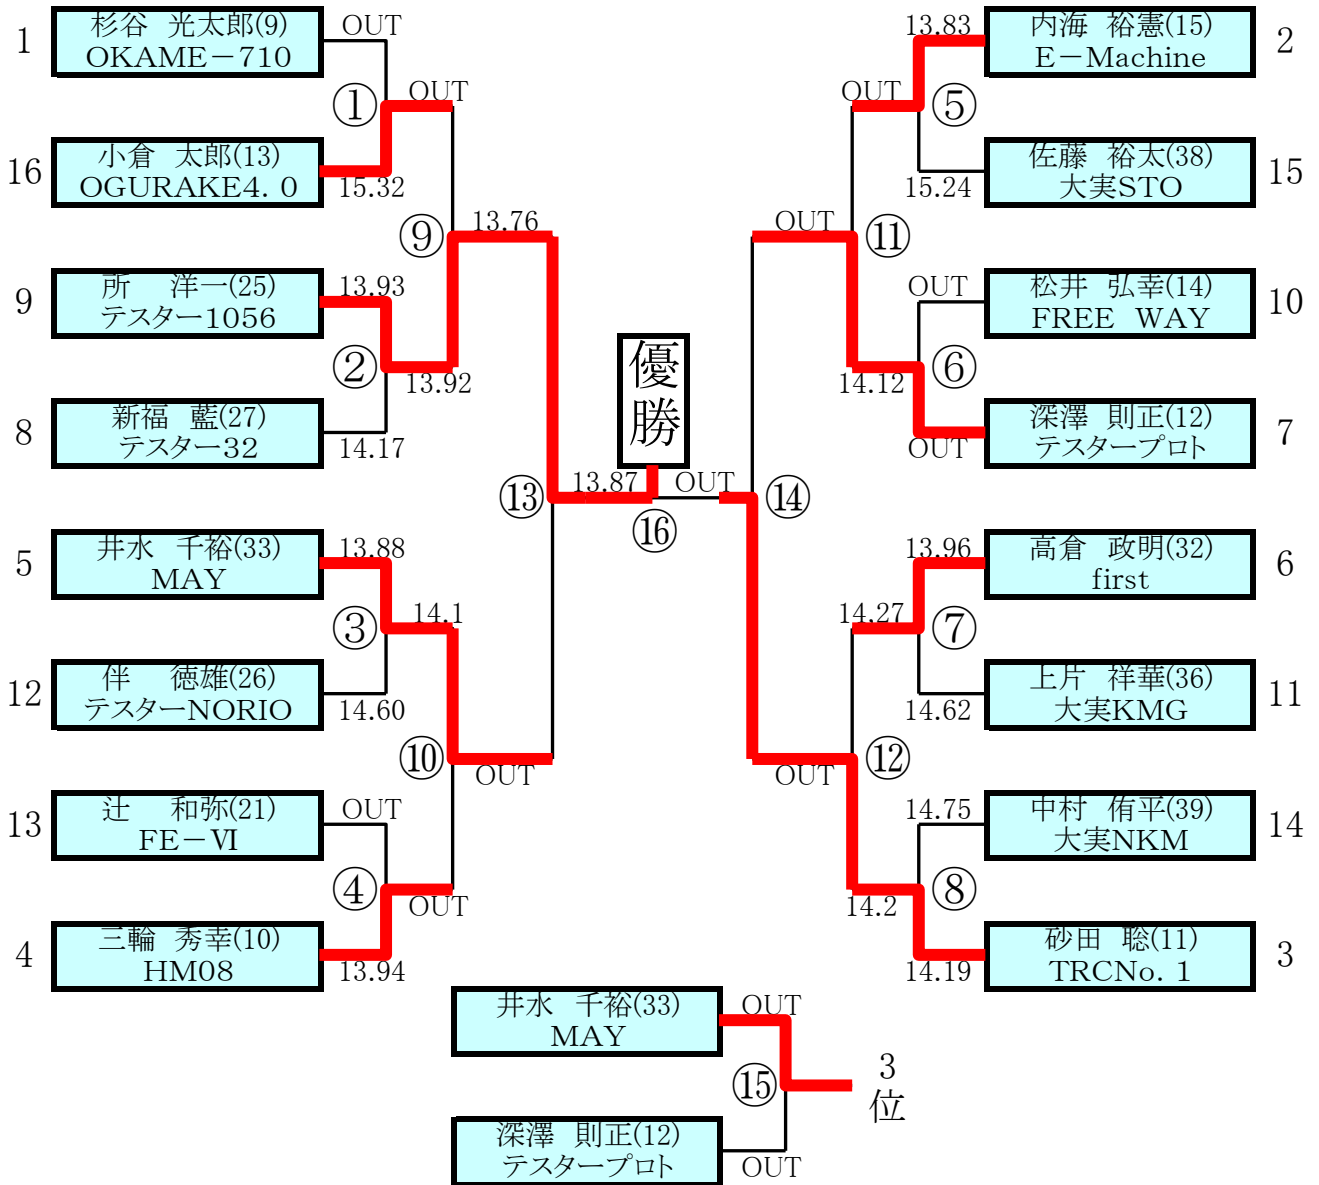 1
杉谷 光太郎(9)
OKAME－710
OUT
①
OUT
16
小倉 太郎(13)
OGURAKE4. 0
15.32
⑨
13.76
9
所 洋一(25)
テスター1056
13.93
②
13.92
8
新福 藍(27)
テスター32
14.17
⑬
13.87
5
井水 千裕(33)
MAY
13.88
③
14.1
12
伴 徳雄(26)
テスターNORIO
14.60
⑩
OUT
13
辻 和弥(21)
FE－Ⅵ
OUT
④
OUT
4
三輪 秀幸(10)
HM08
13.94
優
勝
⑯
OUT
13.83
内海 裕憲(15)
E－Machine
2
OUT
⑤
佐藤 裕太(38)
大実STO
15
15.24
OUT
⑪
OUT
松井 弘幸(14)
FREE WAY
10
14.12
⑥
深澤 則正(12)
テスタープロト
7
OUT
⑭
13.96
高倉 政明(32)
first
6
14.27
⑦
上片 祥華(36)
大実KMG
11
14.62
OUT
⑫
14.75
中村 侑平(39)
大実NKM
14
14.2
⑧
砂田 聡(11)
TRCNo. 1
3
14.19
井水 千裕(33)
MAY
OUT
⑮
3
位
深澤 則正(12)
テスタープロト
OUT